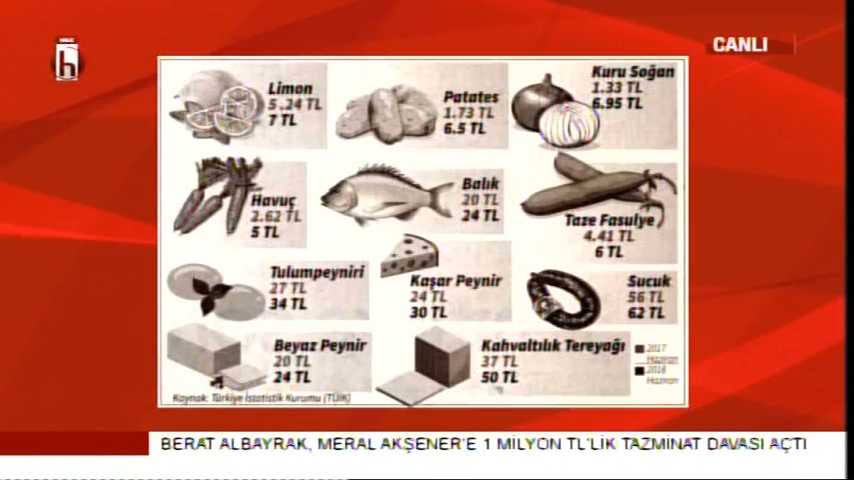 HALK
h
CANLI
Limon
5.24 TL
7 TL
Patates
1.73 TL
6.5 TL
Kuru Soğan
1.33 TL
6.95 TL
Havuç
2.62 TL
5 TL
Balık
20 TL
24 TL
Taze Fasulye
4.41 TL
6 TL
Tulumpeyniri
27 TL
34 TL
Kaşar Peynir
24 TL
30 TL
Sucuk
56 TL
62 TL
Beyaz Peynir
20 TL
24 TL
Kahvaltılık Tereyağı
37 TL
50 TL
2017
Haziran
2018
Haziran
Kaynak: Türkiye İstatistik Kurumu (TÜİK)
BERAT ALBAYRAK, MERAL AKŞENER'E 1 MİLYON TL'LİK TAZMİNAT DAVASI AÇTI